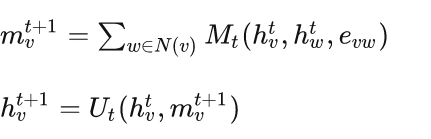 $m_v^{t+1} = \sum_{w \in N(v)} M_t(h_v^t, h_w^t, e_{vw})$
$h_v^{t+1} = U_t(h_v^t, m_v^{t+1})$